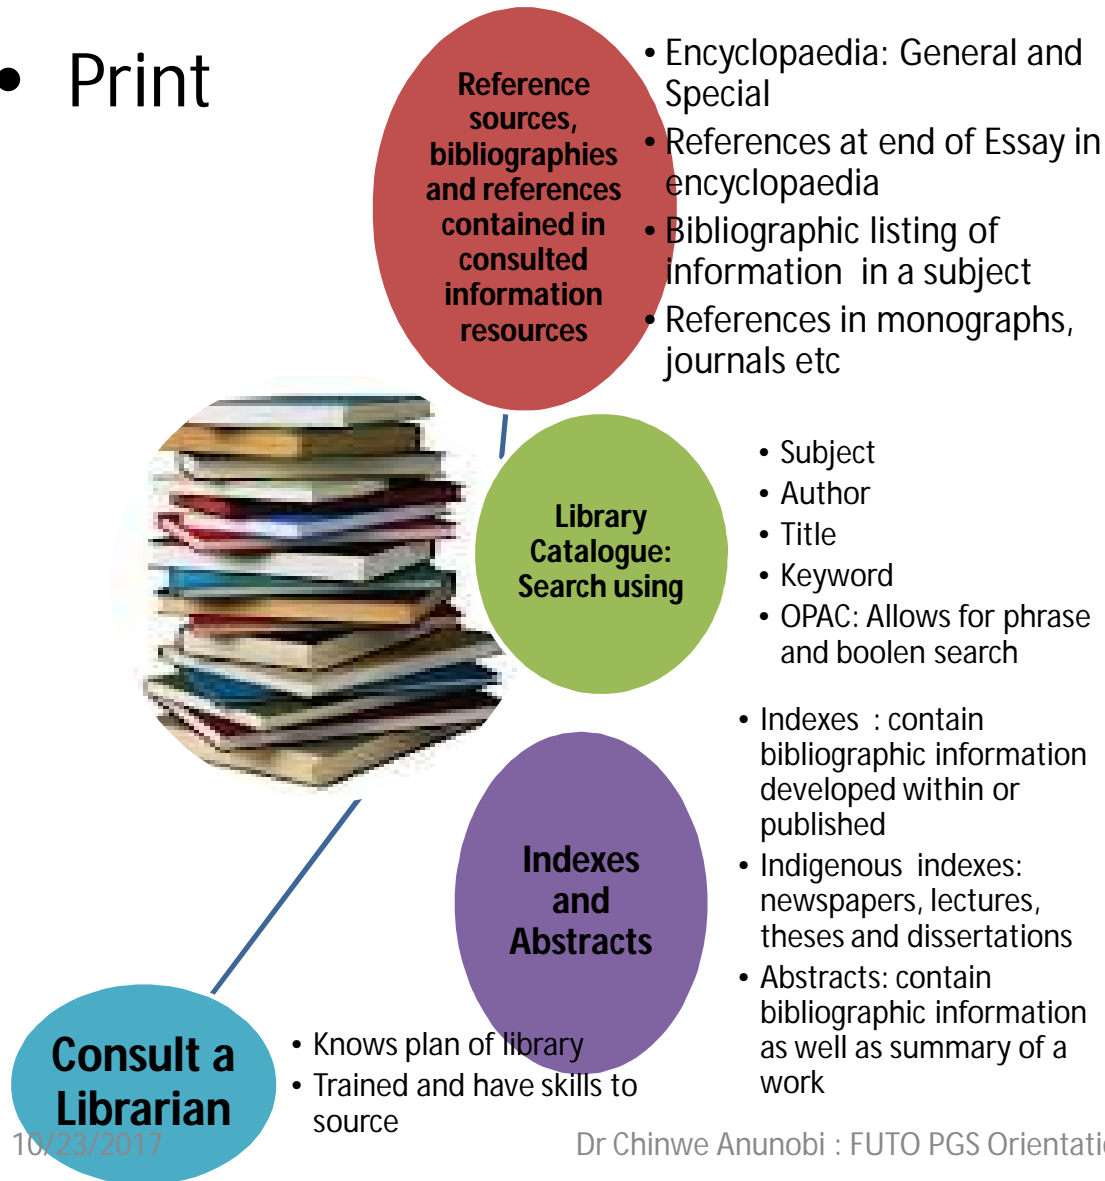 • Print
Reference
sources,
bibliographies
and references
contained in
consulted
information
resources
• Encyclopaedia: General and
Special
• References at end of Essay in
encyclopaedia
• Bibliographic listing of
information in a subject
• References in monographs,
journals etc
Library
Catalogue:
Search using
• Subject
• Author
• Title
• Keyword
• OPAC: Allows for phrase
and boolen search
Indexes
and
Abstracts
• Indexes : contain
bibliographic information
developed within or
published
• Indigenous indexes:
newspapers, lectures,
theses and dissertations
• Abstracts: contain
bibliographic information
as well as summary of a
work
Consult a
Librarian
• Knows plan of library
• Trained and have skills to
source
10/23/2017
Dr Chinwe Anunobi : FUTO PGS Orientatio